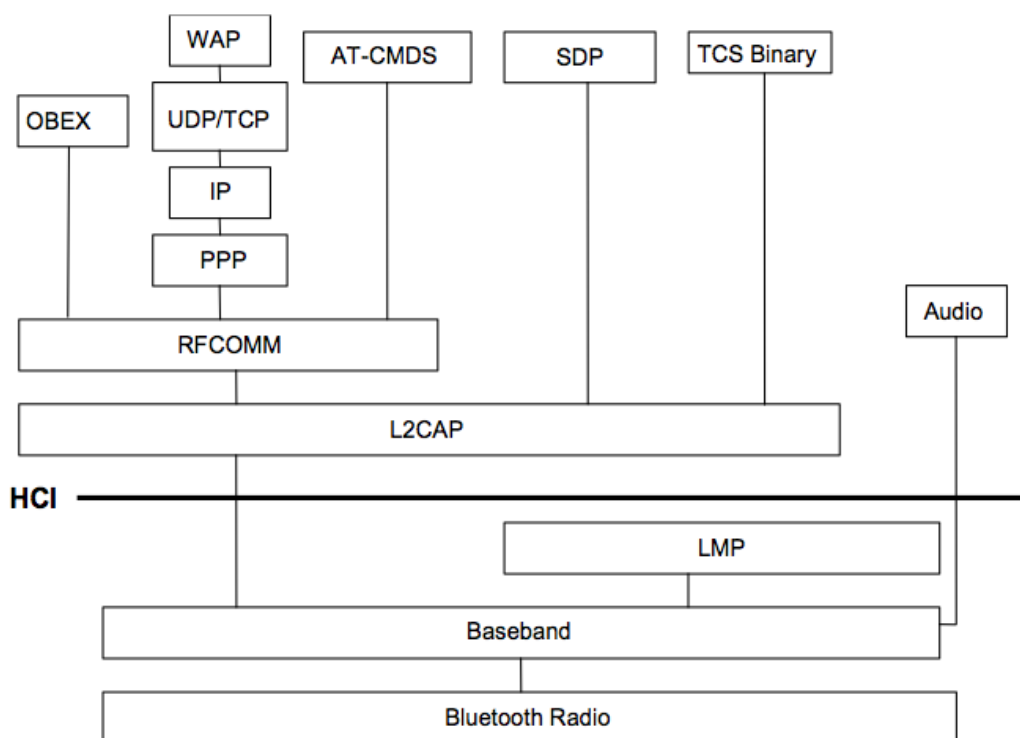 WAP
AT-CMDS
SDP
TCS Binary
OBEX
UDP/TCP
IP
PPP
Audio
RFCOMM
L2CAP
HCI
LMP
Baseband
Bluetooth Radio